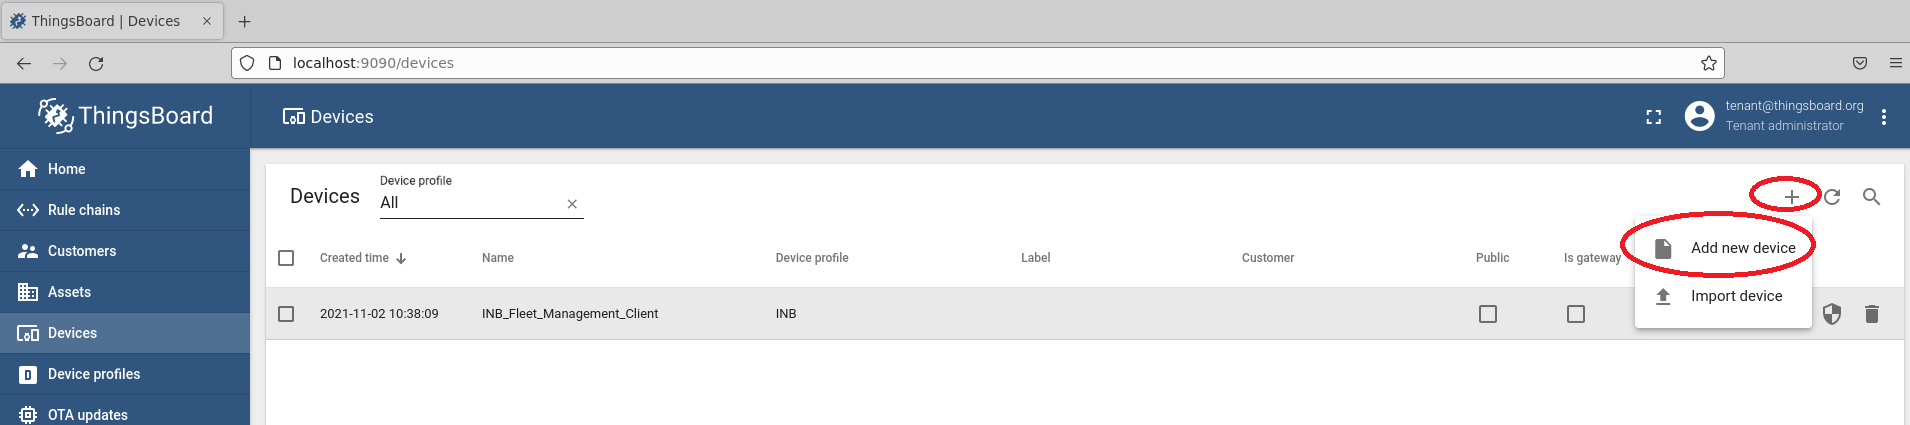 ThingsBoard | Devices
localhost:9090/devices
ThingsBoard
Devices
tenant@thingsboard.org
Tenant administrator
Home
Rule chains
Customers
Assets
Devices
Device profiles
OTA updates
Devices
Device profile
All
Add new device
Import device
Created time
Name
Device profile
Label
Customer
Public
Is gateway
2021-11-02 10:38:09
INB_Fleet_Management_Client
INB